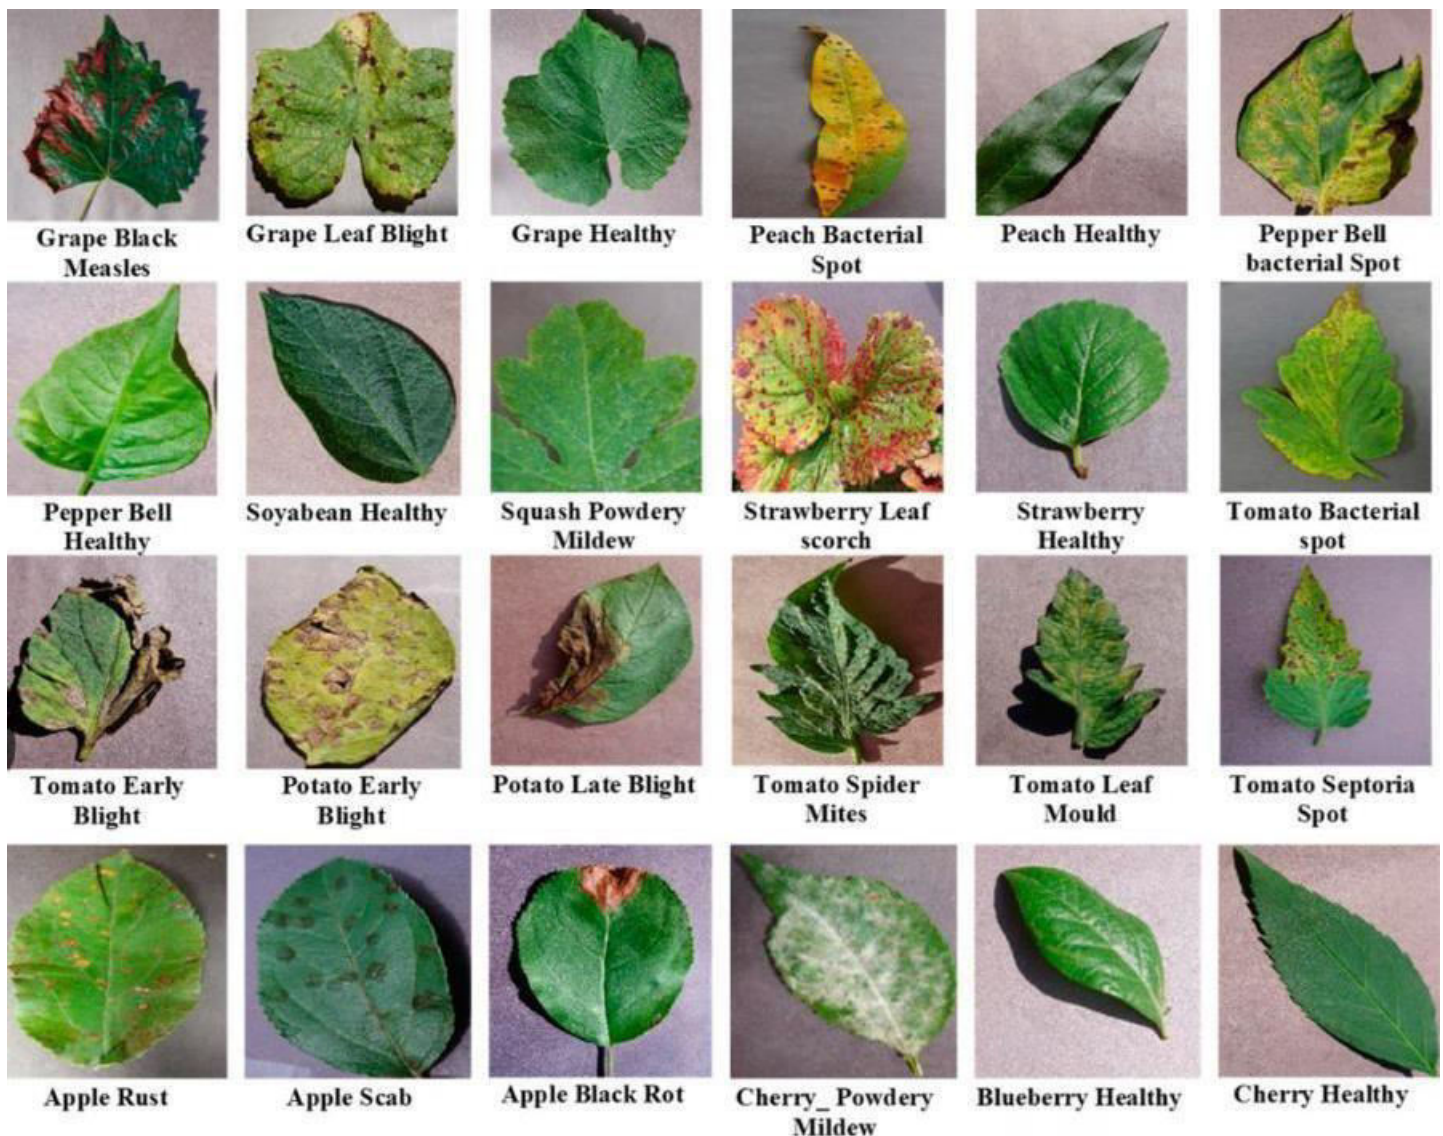 Grape Black
Measles
Grape Leaf Blight
Grape Healthy
Peach Bacterial
Spot
Peach Healthy
Pepper Bell
bacterial Spot
Pepper Bell
Healthy
Soyabean Healthy
Squash Powdery
Mildew
Strawberry Leaf
scorch
Strawberry
Healthy
Tomato Bacterial
spot
Tomato Early
Blight
Potato Early
Blight
Potato Late Blight
Tomato Spider
Mites
Tomato Leaf
Mould
Tomato Septoria
Spot
Apple Rust
Apple Scab
Apple Black Rot
Cherry_ Powdery
Mildew
Blueberry Healthy
Cherry Healthy